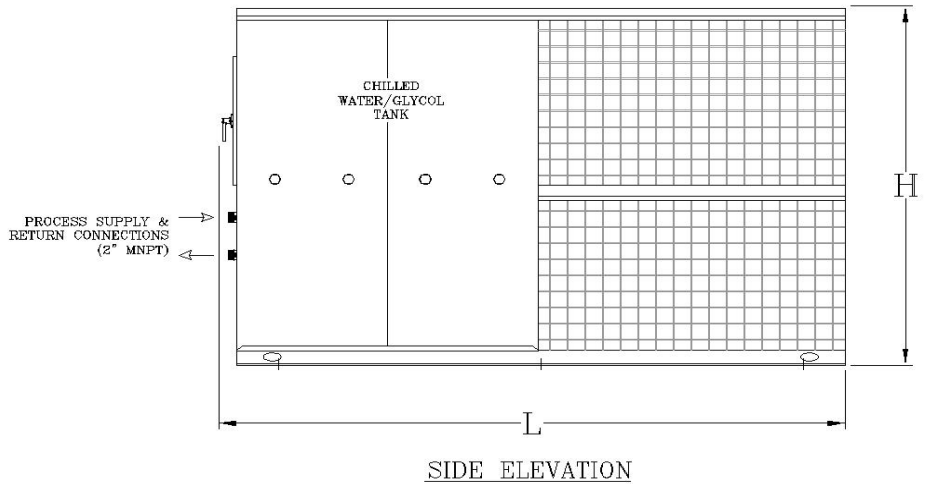 CHILLED
WATER/GLYCOL
TANK
PROCESS SUPPLY &
RETURN CONNECTIONS
(2" MNPT)
H
L
SIDE ELEVATION